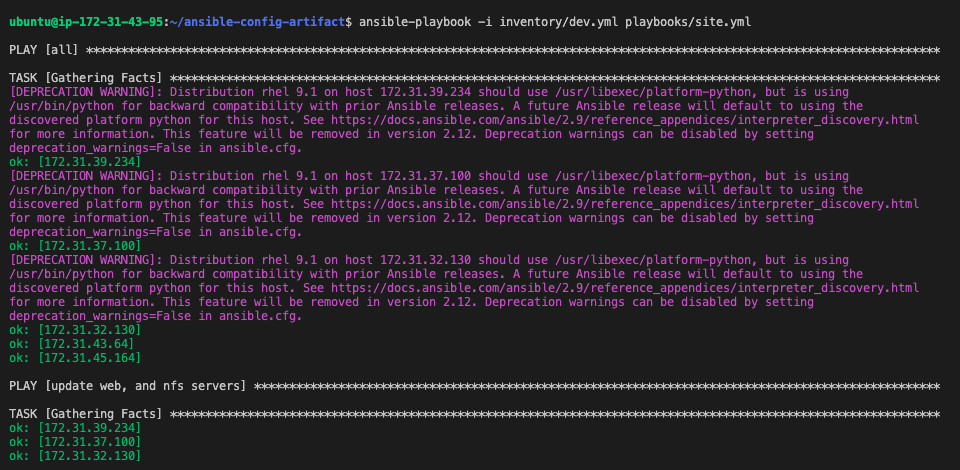 ubuntu@ip-172-31-43-95:~/ansible-config-artifact$ ansible-playbook -i inventory/dev.yml playbooks/site.yml
PLAY [all] **************************************************************************************************************************
TASK [Gathering Facts] **************************************************************************************************************
[DEPRECATION WARNING]: Distribution rhel 9.1 on host 172.31.39.234 should use /usr/libexec/platform-python, but is using
/usr/bin/python for backward compatibility with prior Ansible releases. A future Ansible release will default to using the
discovered platform python for this host. See https://docs.ansible.com/ansible/2.9/reference_appendices/interpreter_discovery.html
for more information. This feature will be removed in version 2.12. Deprecation warnings can be disabled by setting
deprecation_warnings=False in ansible.cfg.
ok: [172.31.39.234]
[DEPRECATION WARNING]: Distribution rhel 9.1 on host 172.31.37.100 should use /usr/libexec/platform-python, but is using
/usr/bin/python for backward compatibility with prior Ansible releases. A future Ansible release will default to using the
discovered platform python for this host. See https://docs.ansible.com/ansible/2.9/reference_appendices/interpreter_discovery.html
for more information. This feature will be removed in version 2.12. Deprecation warnings can be disabled by setting
deprecation_warnings=False in ansible.cfg.
ok: [172.31.37.100]
[DEPRECATION WARNING]: Distribution rhel 9.1 on host 172.31.32.130 should use /usr/libexec/platform-python, but is using
/usr/bin/python for backward compatibility with prior Ansible releases. A future Ansible release will default to using the
discovered platform python for this host. See https://docs.ansible.com/ansible/2.9/reference_appendices/interpreter_discovery.html
for more information. This feature will be removed in version 2.12. Deprecation warnings can be disabled by setting
deprecation_warnings=False in ansible.cfg.
ok: [172.31.32.130]
ok: [172.31.43.64]
ok: [172.31.45.164]
PLAY [update web, and nfs servers] **************************************************************************************************
TASK [Gathering Facts] **************************************************************************************************************
ok: [172.31.39.234]
ok: [172.31.37.100]
ok: [172.31.32.130]